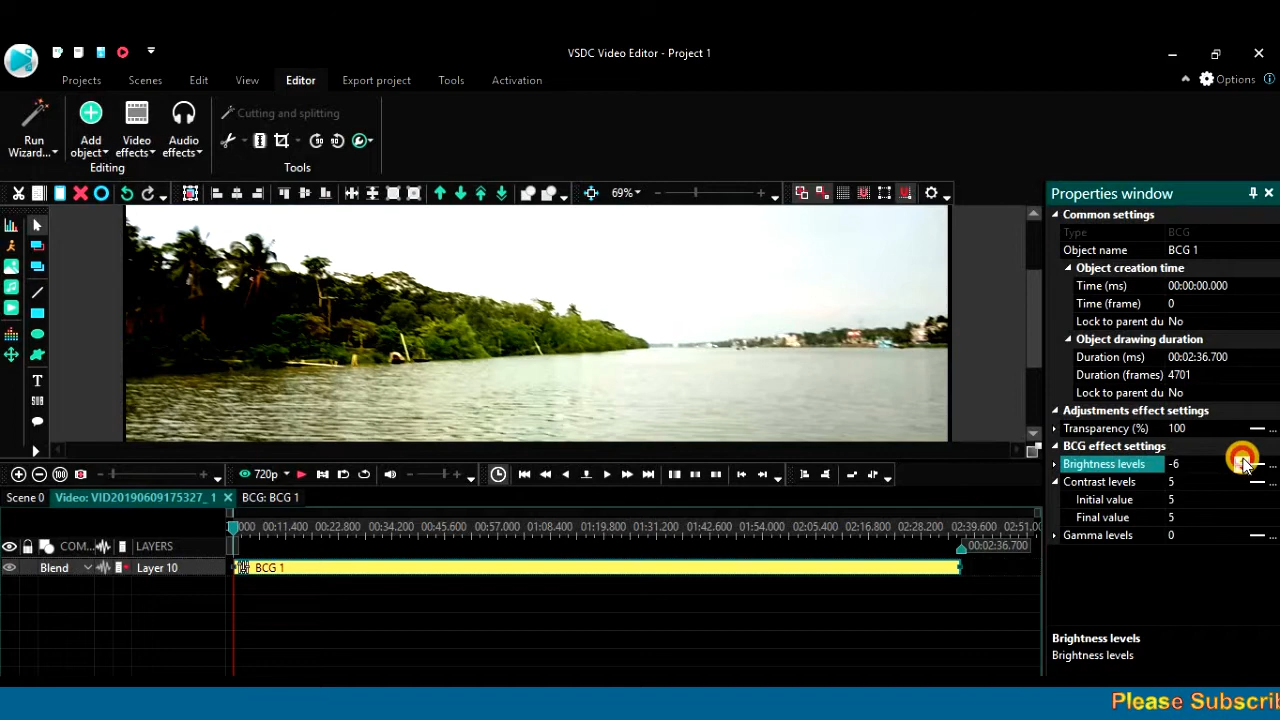 VSDC Video Editor - Project 1
Projects Scenes Edit View Editor Export project Tools Activation Options
Run Wizard... Add object Video effects Audio effects
Cutting and splitting
Editing Tools
69%
Properties window
Common settings
Type BCG
Object name BCG 1
Object creation time
Time (ms) 00:00:00.000
Time (frame) 0
Lock to parent du No
Object drawing duration
Duration (ms) 00:02:36.700
Duration (frames) 4701
Lock to parent du No
Adjustments effect settings
Transparency (%) 100
BCG effect settings
Brightness levels -6
Contrast levels 5
Initial value 5
Final value 5
Gamma levels 0
720p
Scene 0 Video: VID20190609175327_ 1 BCG: BCG 1
000 00:11.400 00:22.800 00:34.200 00:45.600 00:57.000 01:08.400 01:19.800 01:31.200 01:42.600 01:54.000 02:05.400 02:16.800 02:28.200 02:39.600 02:51.0
COM... LAYERS
00:02:36.700
Blend Layer 10 BCG 1
Brightness levels
Brightness levels
Please Subscri